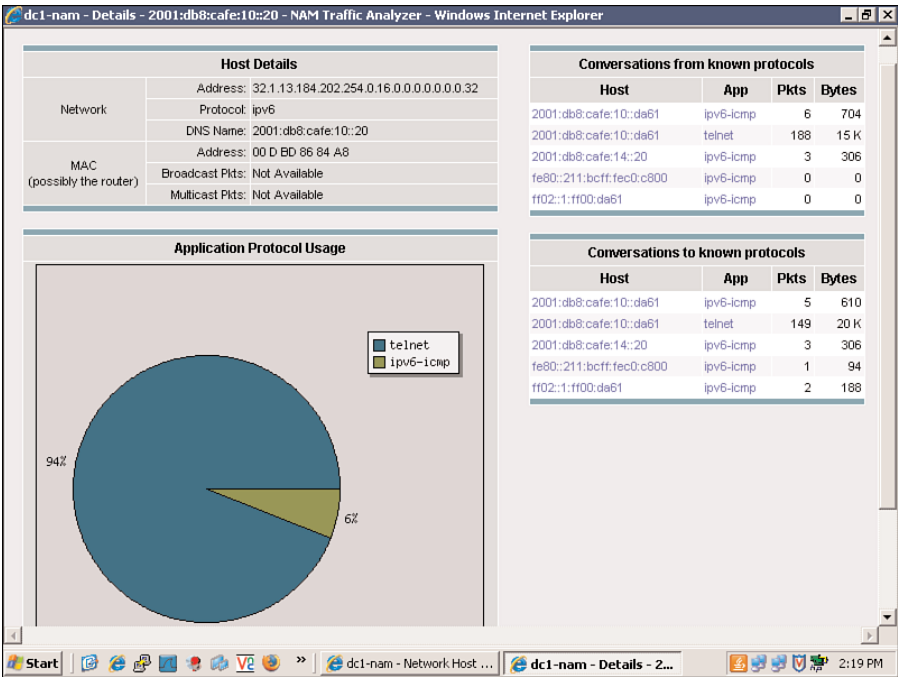 dc1-nam - Details - 2001:db8:cafe:10::20 - NAM Traffic Analyzer - Windows Internet Explorer
Host Details
Network
Address: 32.1.13.184.202.254.0.16.0.0.0.0.0.0.0.32
Protocol: ipv6
DNS Name: 2001:db8:cafe:10::20
MAC
(possibly the router)
Address: 00 D BD 86 84 A8
Broadcast Pkts: Not Available
Multicast Pkts: Not Available
Application Protocol Usage
telnet
ipv6-icmp
94%
6%
Conversations from known protocols
Host App Pkts Bytes
2001:db8:cafe:10::da61 ipv6-icmp 6 704
2001:db8:cafe:10::da61 telnet 188 15 K
2001:db8:cafe:14::20 ipv6-icmp 3 306
fe80::211:bcff:fec0:c800 ipv6-icmp 0 0
ff02::1:ff00:da61 ipv6-icmp 0 0
Conversations to known protocols
Host App Pkts Bytes
2001:db8:cafe:10::da61 ipv6-icmp 5 610
2001:db8:cafe:10::da61 telnet 149 20 K
2001:db8:cafe:14::20 ipv6-icmp 3 306
fe80::211:bcff:fec0:c800 ipv6-icmp 1 94
ff02::1:ff00:da61 ipv6-icmp 2 188
Start
V2
»
dc1-nam - Network Host ...
dc1-nam - Details - 2...
2:19 PM